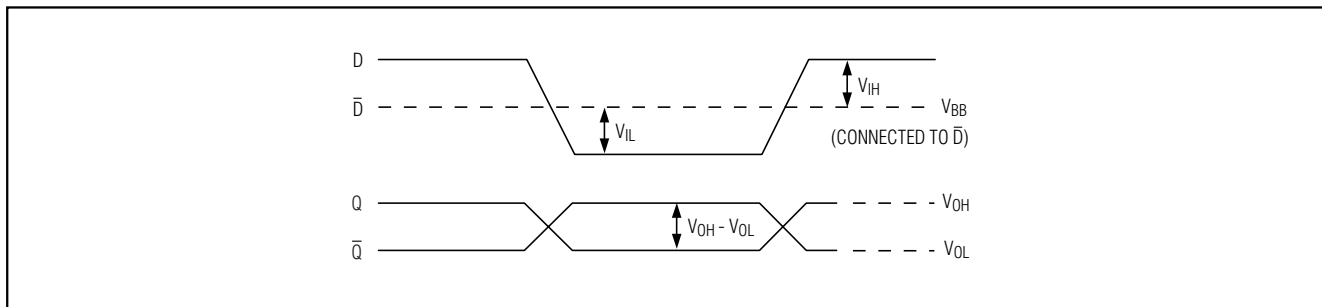 D
V_IH
D̅
V_BB
V_IL
(CONNECTED TO D̅)
Q
V_OH
V_OH - V_OL
Q̅
V_OL